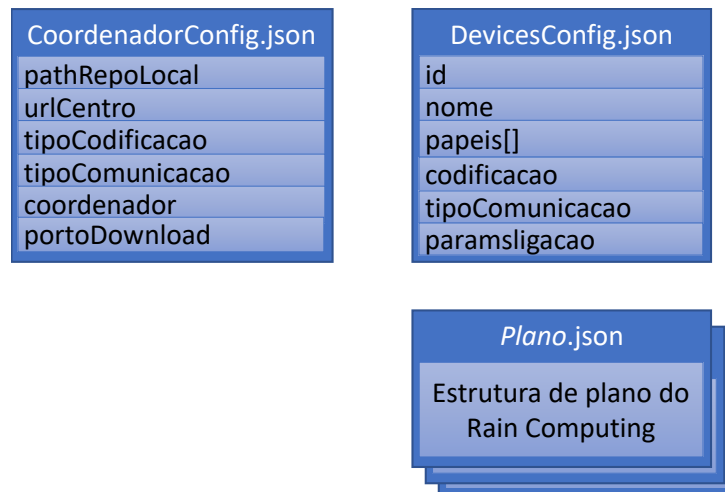 CoordenadorConfig.json
pathRepoLocal
urlCentro
tipoCodificacao
tipoComunicacao
coordenador
portoDownload
DevicesConfig.json
id
nome
papeis[]
codificacao
tipoComunicacao
paramsligacao
Plano.json
Estrutura de plano do
Rain Computing